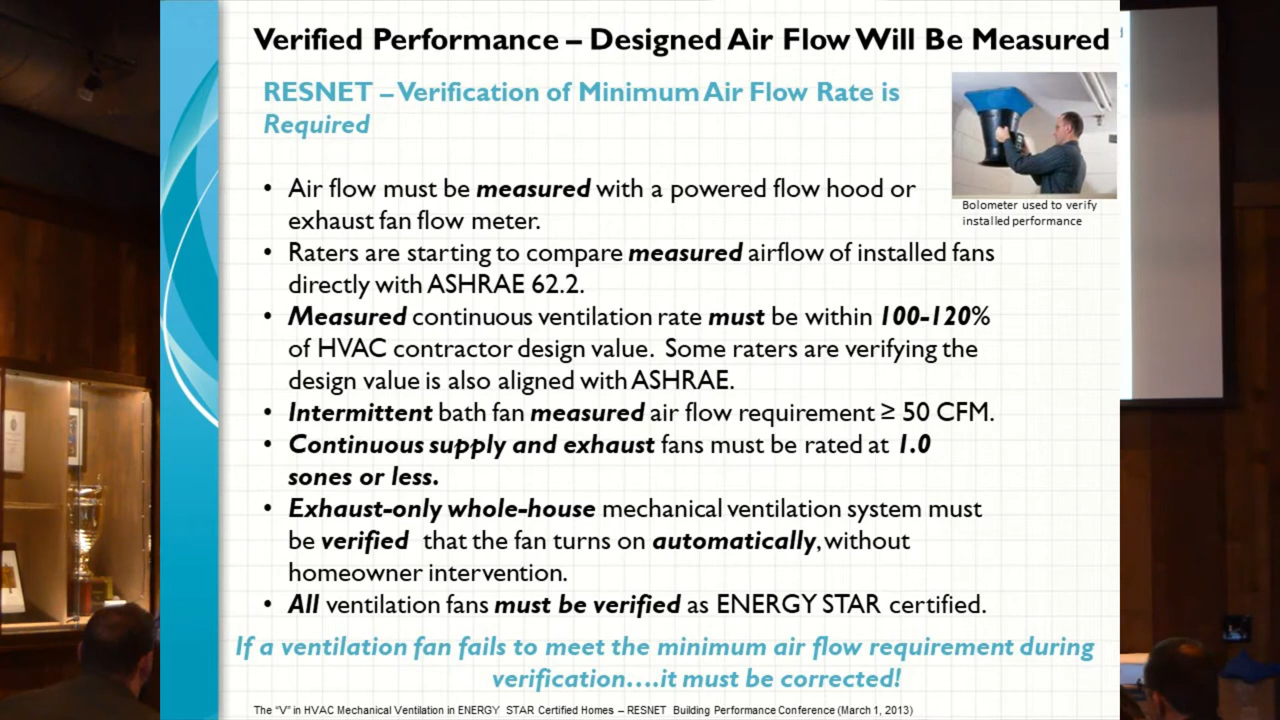 Verified Performance – Designed Air Flow Will Be Measured
RESNET – Verification of Minimum Air Flow Rate is
Required
Bolometer used to verify
installed performance
• Air flow must be measured with a powered flow hood or
exhaust fan flow meter.
• Raters are starting to compare measured airflow of installed fans
directly with ASHRAE 62.2.
• Measured continuous ventilation rate must be within 100-120%
of HVAC contractor design value. Some raters are verifying the
design value is also aligned with ASHRAE.
• Intermittent bath fan measured air flow requirement ≥ 50 CFM.
• Continuous supply and exhaust fans must be rated at 1.0
sones or less.
• Exhaust-only whole-house mechanical ventilation system must
be verified that the fan turns on automatically, without
homeowner intervention.
• All ventilation fans must be verified as ENERGY STAR certified.
If a ventilation fan fails to meet the minimum air flow requirement during
verification....it must be corrected!
The “V” in HVAC Mechanical Ventilation in ENERGY STAR Certified Homes – RESNET Building Performance Conference (March 1, 2013)